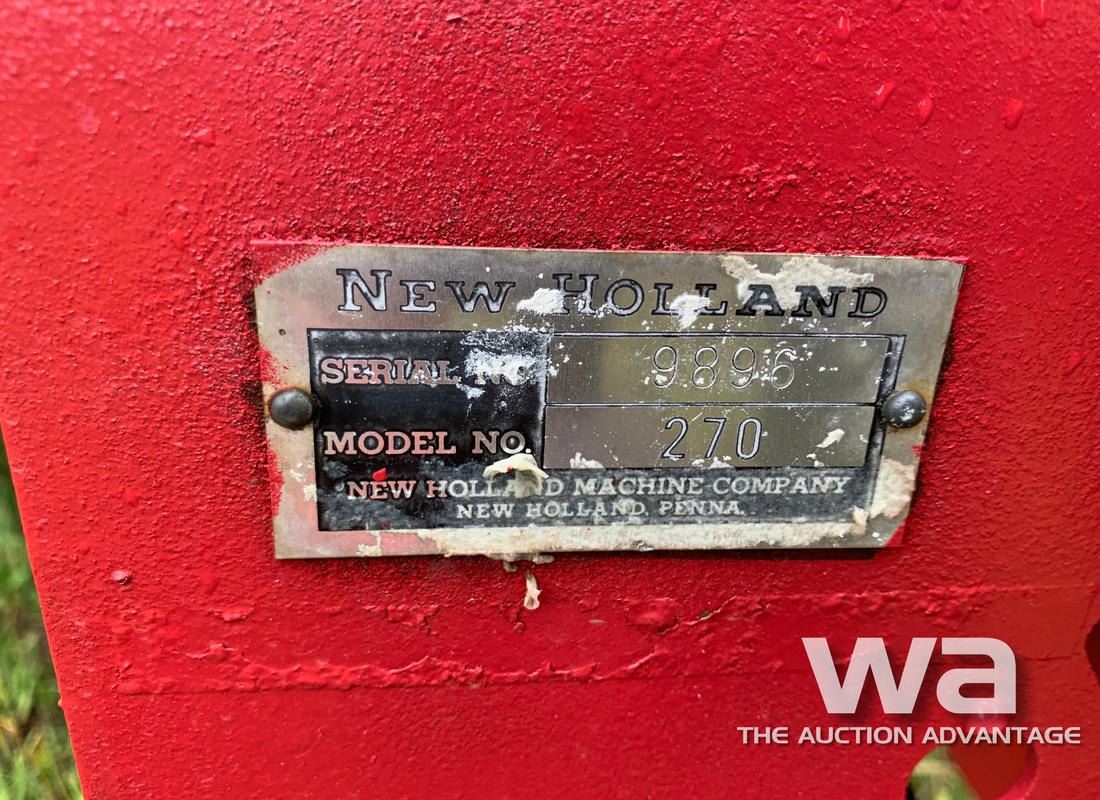 NEW HOLLAND
SERIAL NO. 9896
MODEL NO. 270
NEW HOLLAND MACHINE COMPANY
NEW HOLLAND, PENNA.
wa
THE AUCTION ADVANTAGE